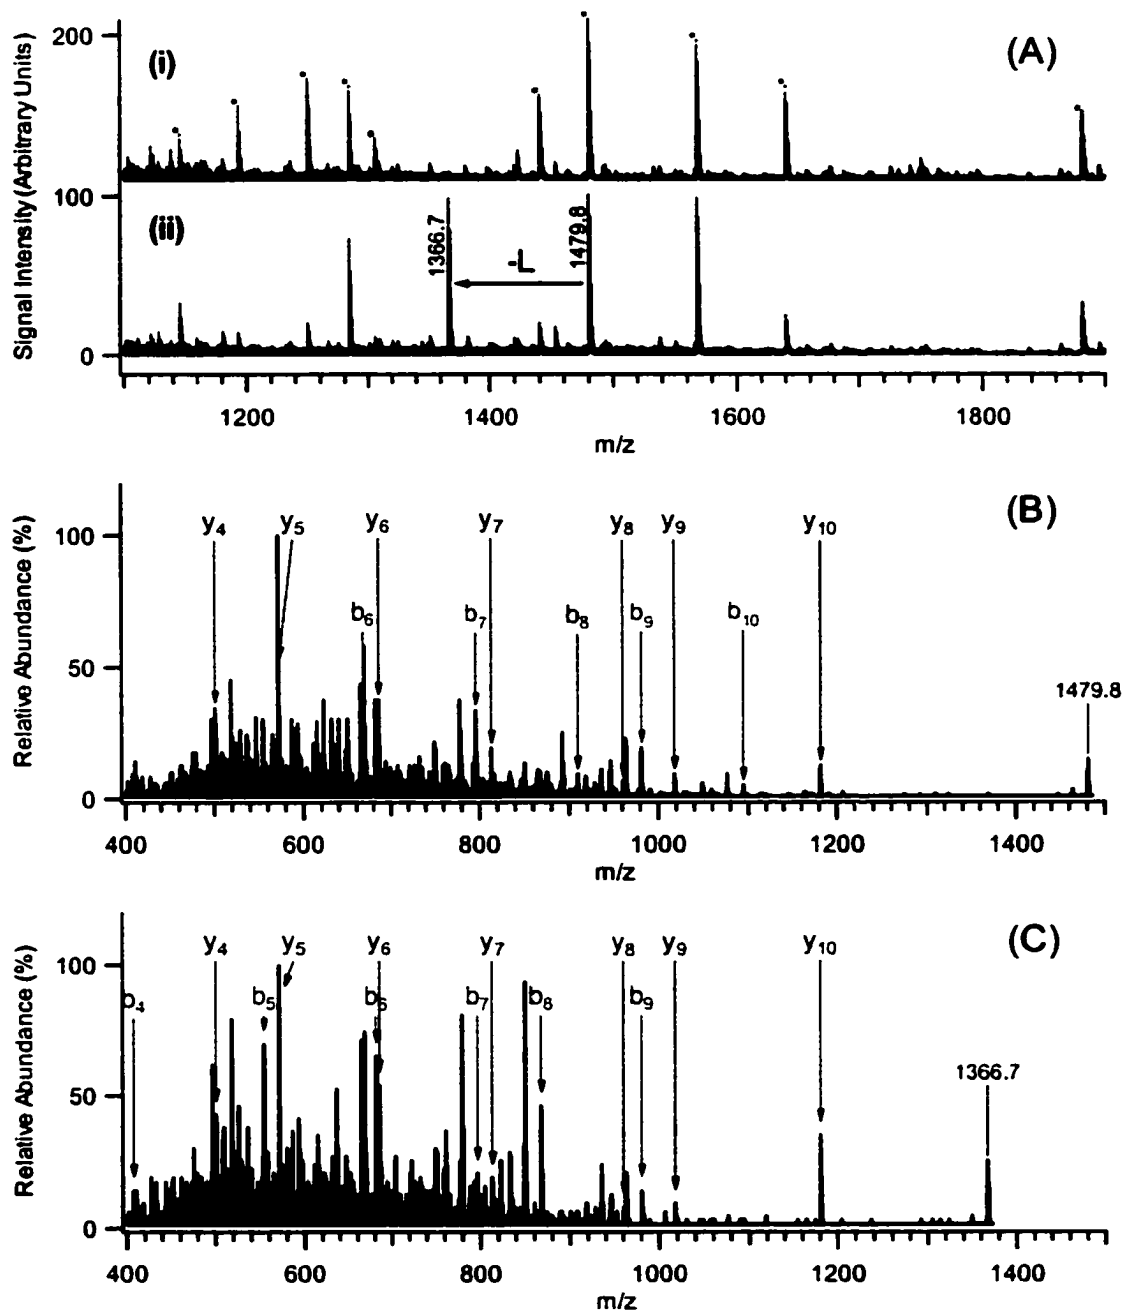 (A)
(i)
200
Signal Intensity (Arbitrary Units)
100
(ii)
1366.7
-L
1479.8
0
1200 1400 1600 1800
m/z
(B)
y4 y5 y6 y7 y8 y9 y10
100
b6 b7 b8 b9 b10
Relative Abundance (%)
50
1479.8
0
400 600 800 1000 1200 1400
m/z
(C)
y4 y5 y6 y7 y8 y9 y10
100
b4 b5 b6 b7 b8 b9
Relative Abundance (%)
1366.7
50
0
400 600 800 1000 1200 1400
m/z